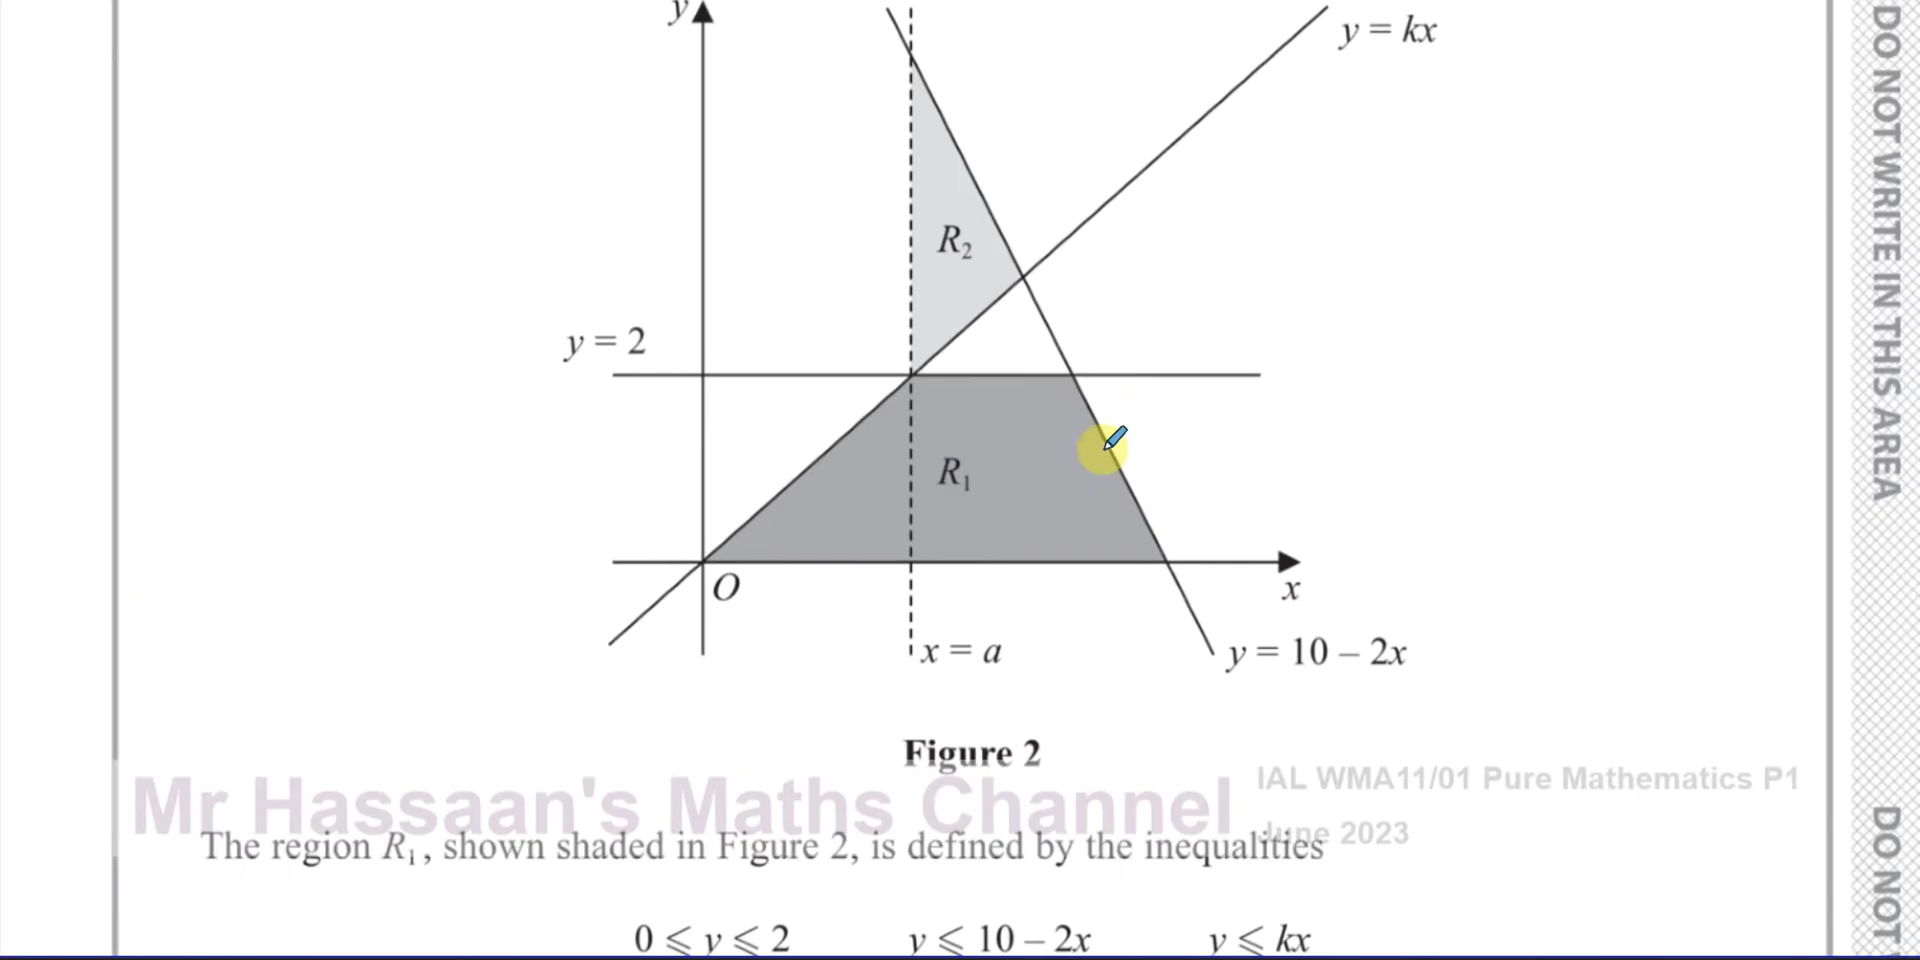 y
y = kx
R₂
y = 2
R₁
O
x
x = a
y = 10 – 2x
Figure 2
Mr Hassaan's Maths Channel
IAL WMA11/01 Pure Mathematics P1
June 2023
The region R₁, shown shaded in Figure 2, is defined by the inequalities
0 ⩽ y ⩽ 2 y ⩽ 10 – 2x y ⩽ kx
DO NOT WRITE IN THIS AREA
DO NOT